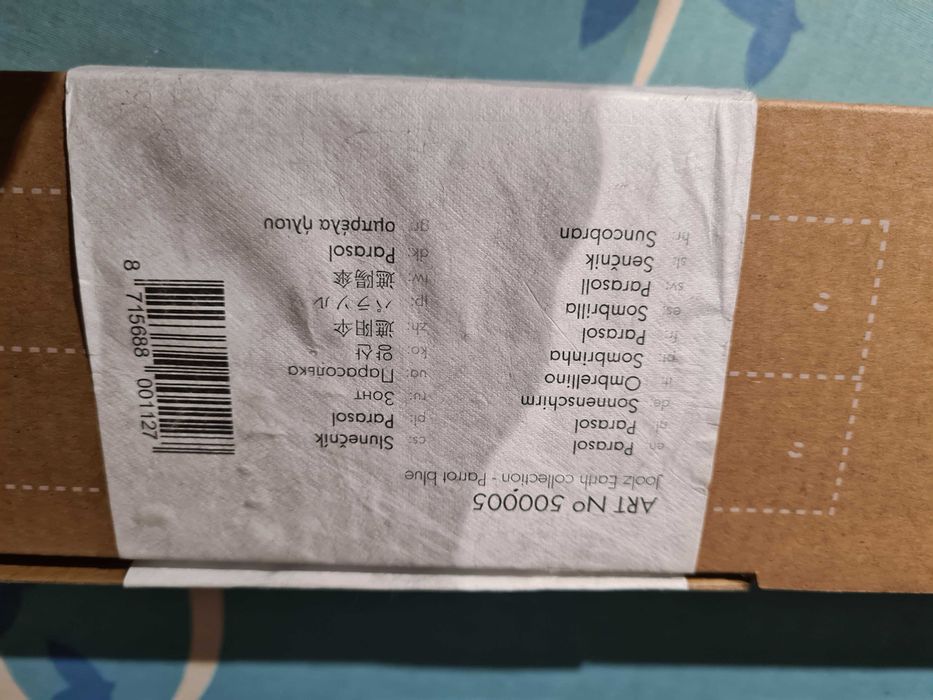 ART Nº 500005
Joolz Earth collection - Parrot blue
en: Parasol
nl: Parasol
de: Sonnenschirm
it: Ombrellino
pt: Sombrinha
fr: Parasol
es: Sombrilla
sv: Parasoll
sl: Senčnik
hr: Suncobran
cs: Slunečník
pl: Parasol
ru: Зонт
ua: Парасолька
ko: 양산
zh: 遮阳伞
jp: パラソル
tw: 遮陽傘
dk: Parasol
gr: ομπρέλα ήλιου
8 715688 001127